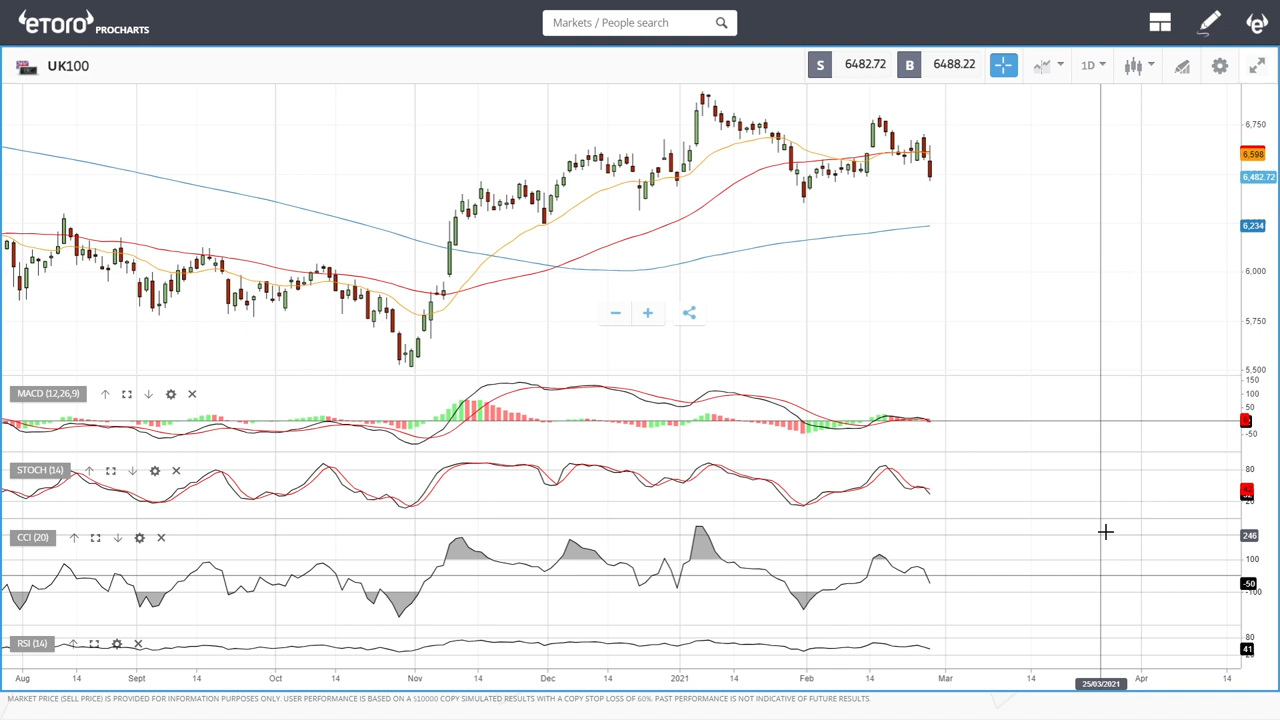 eToro PROCHARTS
Markets / People search
UK100
S 6482.72 B 6488.22
1D
6,750
6,598
6,482.72
6,234
6,000
5,750
5,500
MACD (12,26,9)
150
100
50
-50
STOCH (14)
80
20
CCI (20)
246
100
-50
-100
RSI (14)
80
41
Aug 14 Sept 14 Oct 14 Nov 14 Dec 14 2021 14 Feb 14 Mar 14 Apr 14
25/03/2021
MARKET PRICE (SELL PRICE) IS PROVIDED FOR INFORMATION PURPOSES ONLY. USER PERFORMANCE IS BASED ON A $10000 COPY SIMULATED RESULTS WITH A COPY STOP LOSS OF 60%. PAST PERFORMANCE IS NOT INDICATIVE OF FUTURE RESULTS.